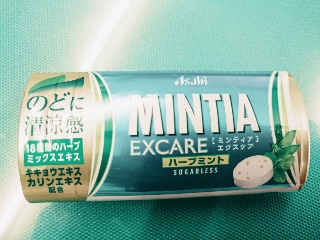 のどに
清涼感
18種類のハーブ
ミックスエキス
キキョウエキス
カリンエキス
配合
Asahi
MINTIA
EXCARE
[ミンティア]
エクスケア
ハーブミント
SUGARLESS